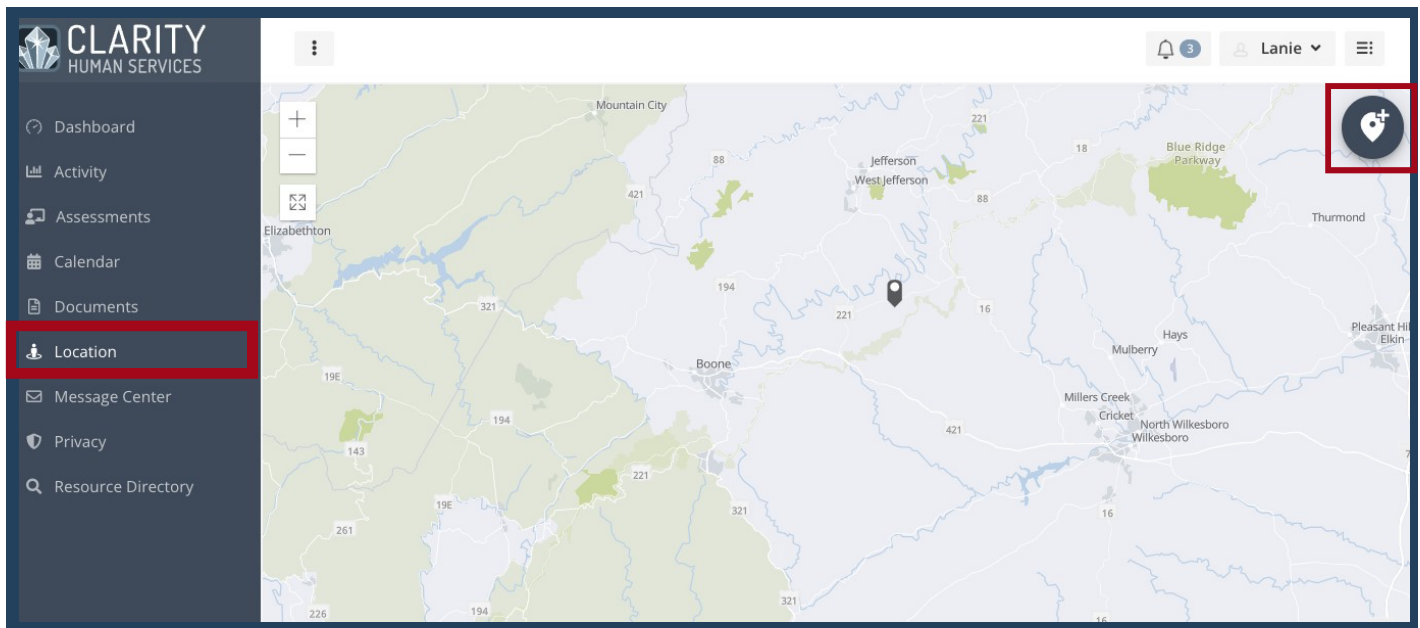 CLARITY
HUMAN SERVICES
3
Lanie
Dashboard
Activity
Assessments
Calendar
Documents
Location
Message Center
Privacy
Resource Directory
Mountain City
221
18
Blue Ridge
Parkway
88
Jefferson
West Jefferson
421
88
Thurmond
Elizabethton
194
321
221
16
Pleasant Hil
Elkin
Hays
Mulberry
Boone
19E
Millers Creek
Cricket
North Wilkesboro
Wilkesboro
194
421
143
7
221
19E
321
16
261
321
226
194
16